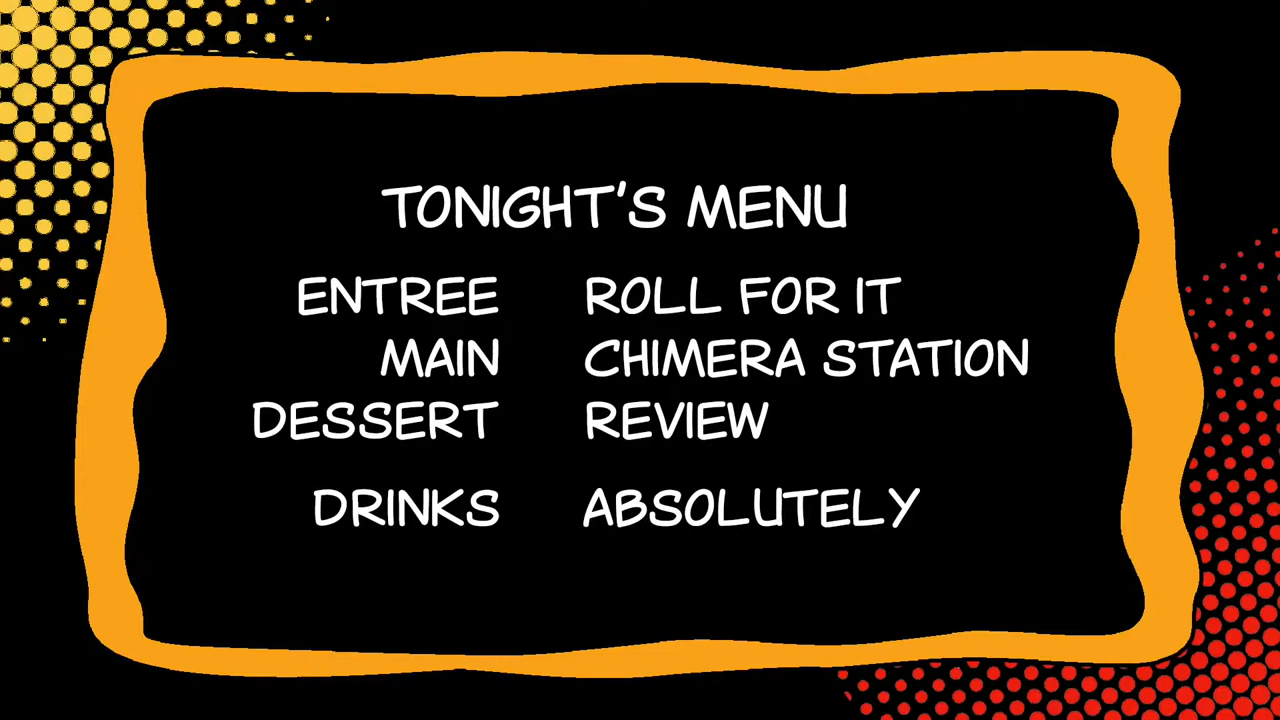 TONIGHT'S MENU
ENTREE ROLL FOR IT
MAIN CHIMERA STATION
DESSERT REVIEW
DRINKS ABSOLUTELY